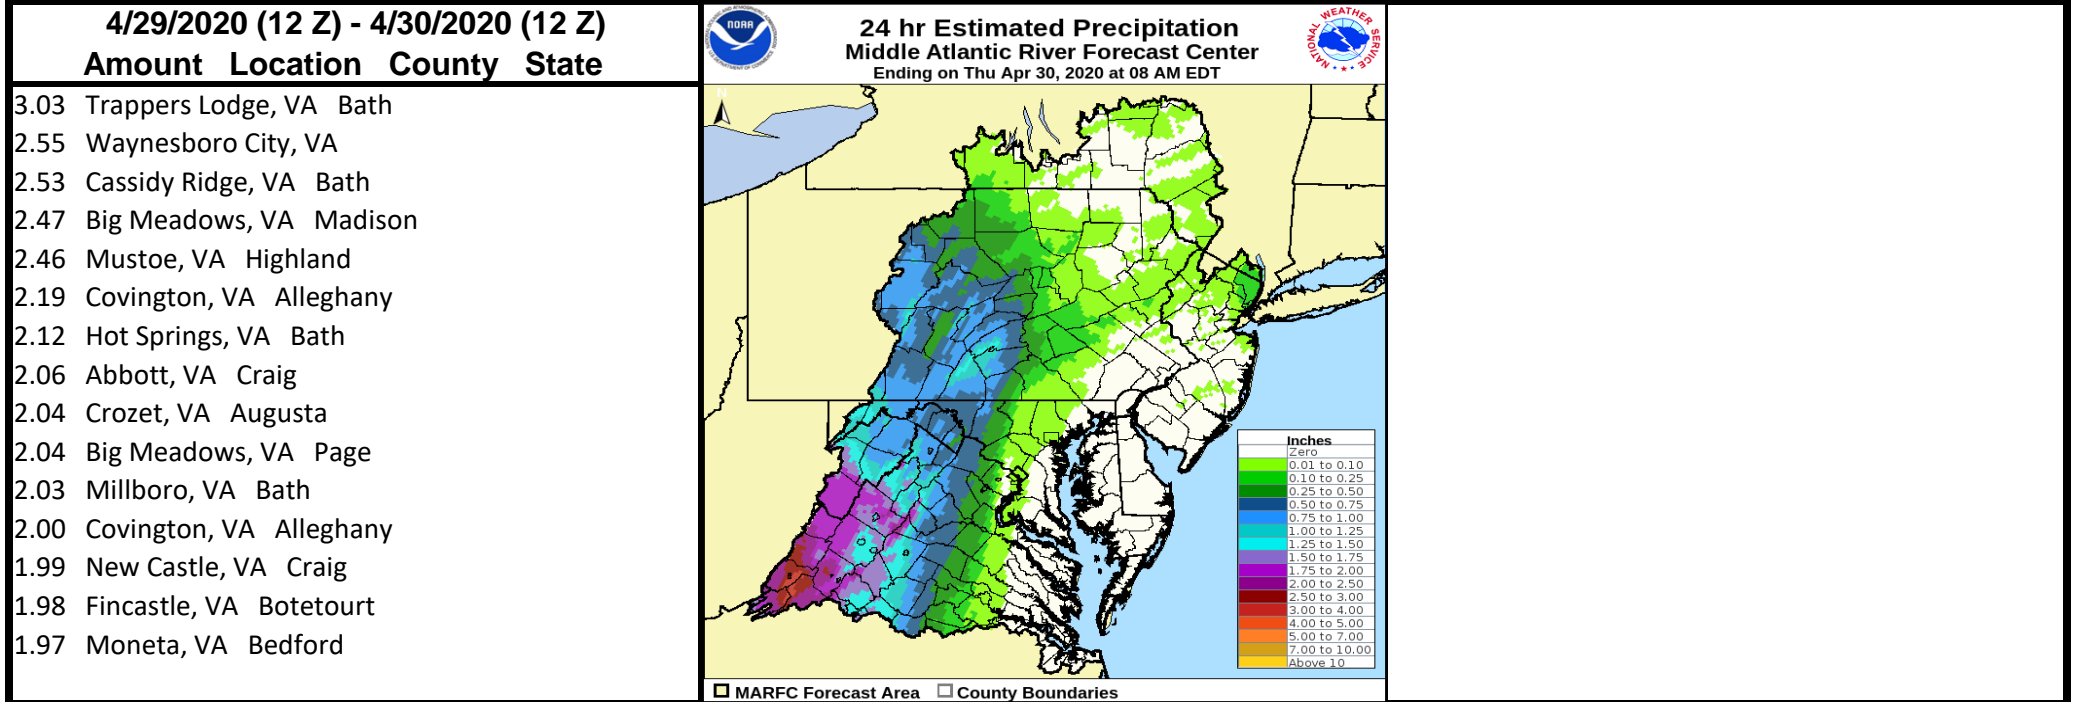 4/29/2020 (12 Z) - 4/30/2020 (12 Z)
Amount Location County State
3.03 Trappers Lodge, VA Bath
2.55 Waynesboro City, VA
2.53 Cassidy Ridge, VA Bath
2.47 Big Meadows, VA Madison
2.46 Mustoe, VA Highland
2.19 Covington, VA Alleghany
2.12 Hot Springs, VA Bath
2.06 Abbott, VA Craig
2.04 Crozet, VA Augusta
2.04 Big Meadows, VA Page
2.03 Millboro, VA Bath
2.00 Covington, VA Alleghany
1.99 New Castle, VA Craig
1.98 Fincastle, VA Botetourt
1.97 Moneta, VA Bedford
NOAA
24 hr Estimated Precipitation
Middle Atlantic River Forecast Center
Ending on Thu Apr 30, 2020 at 08 AM EDT
NATIONAL WEATHER SERVICE
N
Inches
Zero
0.01 to 0.10
0.10 to 0.25
0.25 to 0.50
0.50 to 0.75
0.75 to 1.00
1.00 to 1.25
1.25 to 1.50
1.50 to 1.75
1.75 to 2.00
2.00 to 2.50
2.50 to 3.00
3.00 to 4.00
4.00 to 5.00
5.00 to 7.00
7.00 to 10.00
Above 10
MARFC Forecast Area County Boundaries